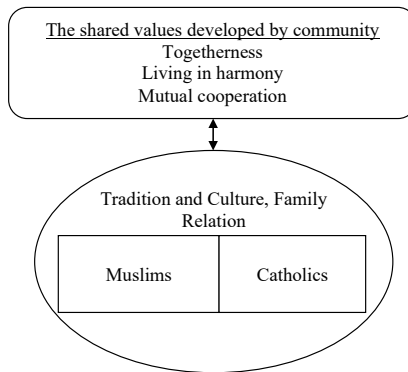 The shared values developed by community
Togetherness
Living in harmony
Mutual cooperation
Tradition and Culture, Family
Relation
Muslims
Catholics